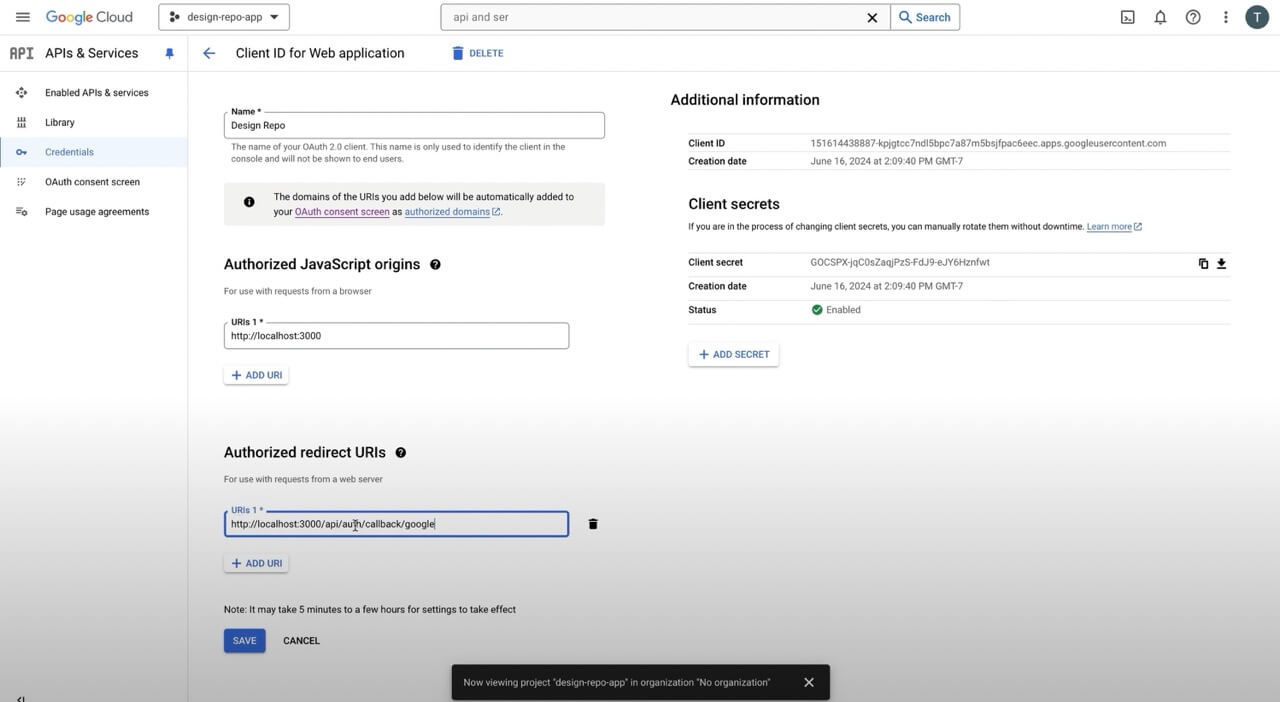 Google Cloud
design-repo-app
api and ser
Search
T
API APIs & Services
Client ID for Web application
DELETE
Enabled APIs & services
Library
Credentials
OAuth consent screen
Page usage agreements
Name *
Design Repo
The name of your OAuth 2.0 client. This name is only used to identify the client in the
console and will not be shown to end users.
The domains of the URIs you add below will be automatically added to
your OAuth consent screen as authorized domains.
Authorized JavaScript origins
For use with requests from a browser
URIs 1 *
http://localhost:3000
ADD URI
Authorized redirect URIs
For use with requests from a web server
URIs 1 *
http://localhost:3000/api/auth/callback/google
ADD URI
Note: It may take 5 minutes to a few hours for settings to take effect
SAVE
CANCEL
Additional information
Client ID 151614438887-kpjgtcc7ndl5bpc7a87m5bsjfpac6eec.apps.googleusercontent.com
Creation date June 16, 2024 at 2:09:40 PM GMT-7
Client secrets
If you are in the process of changing client secrets, you can manually rotate them without downtime. Learn more
Client secret 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
Creation date June 16, 2024 at 2:09:40 PM GMT-7
Status Enabled
ADD SECRET
Now viewing project "design-repo-app" in organization "No organization"